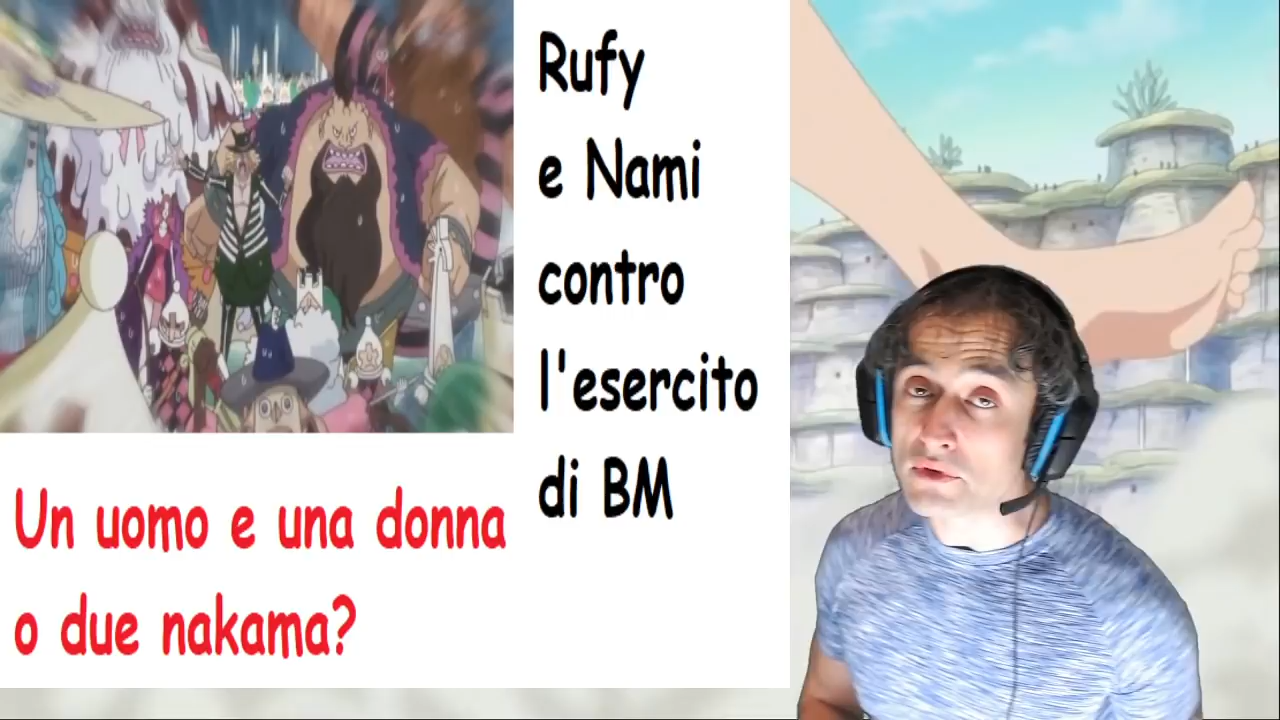 Rufy
e Nami
contro
l'esercito
di BM
Un uomo e una donna
o due nakama?